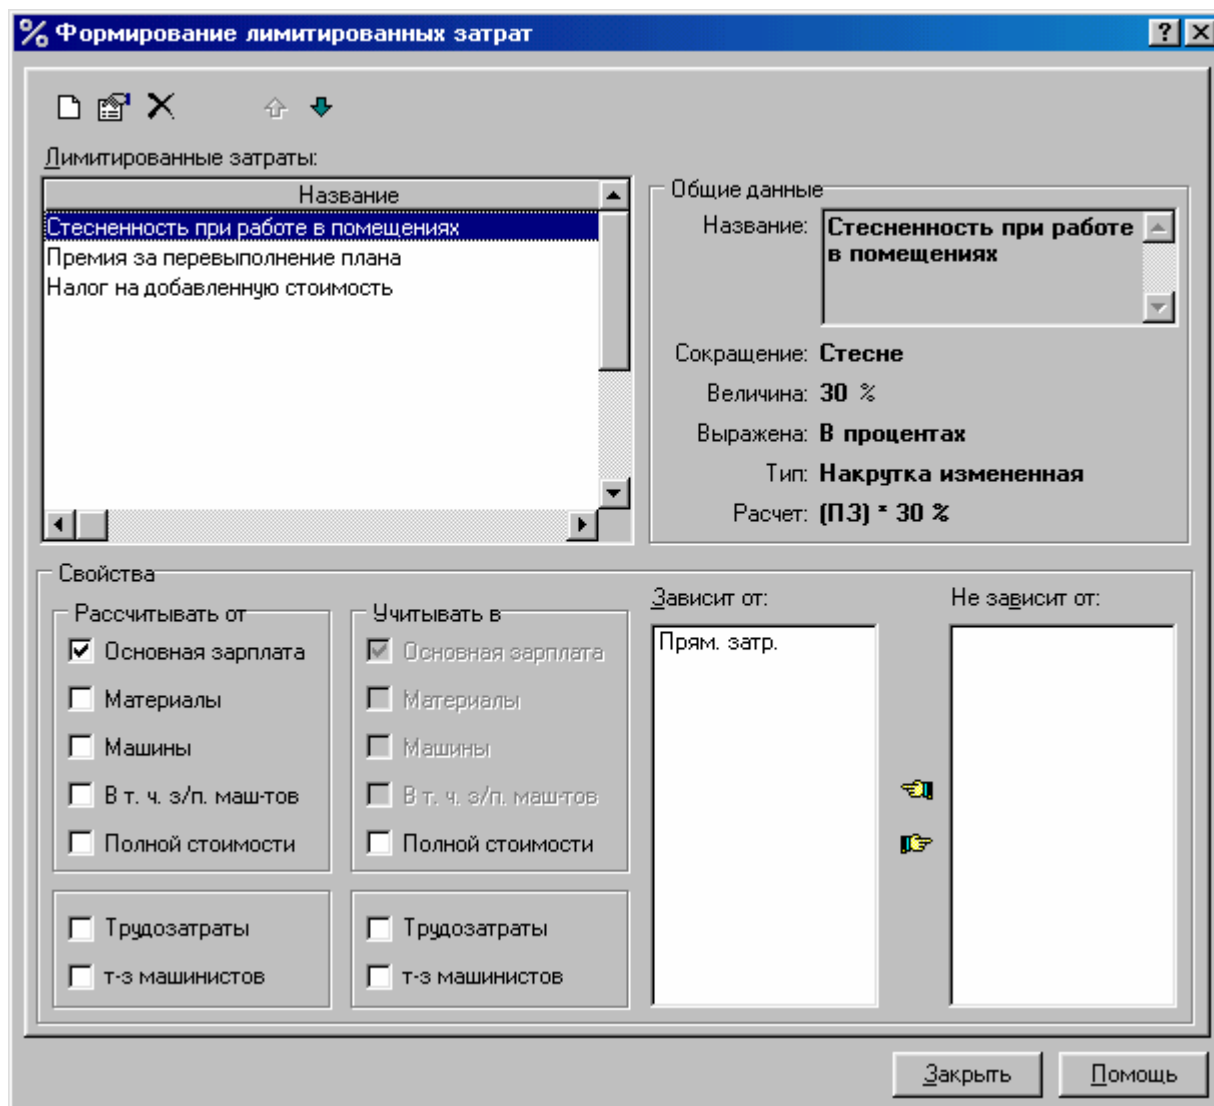 Формирование лимитированных затрат
Лимитированные затраты:
Название
Стесненность при работе в помещениях
Премия за перевыполнение плана
Налог на добавленную стоимость
Общие данные
Название: Стесненность при работе
в помещениях
Сокращение: Стесне
Величина: 30 %
Выражена: В процентах
Тип: Накрутка измененная
Расчет: (ПЗ) * 30 %
Свойства
Рассчитывать от
Основная зарплата
Материалы
Машины
В т. ч. з/п. маш-тов
Полной стоимости
Трудозатраты
т-з машинистов
Учитывать в
Основная зарплата
Материалы
Машины
В т. ч. з/п. маш-тов
Полной стоимости
Трудозатраты
т-з машинистов
Зависит от:
Прям. затр.
Не зависит от:
Закрыть
Помощь